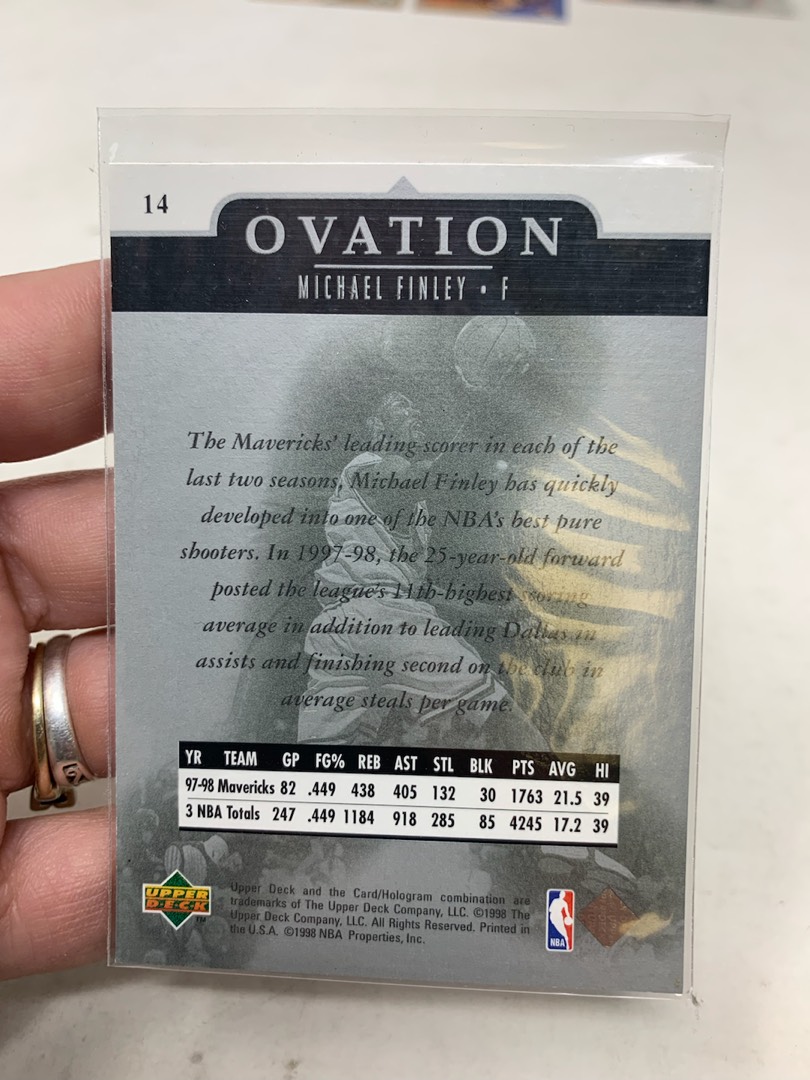 14
OVATION
MICHAEL FINLEY • F
The Mavericks' leading scorer in each of the
last two seasons, Michael Finley has quickly
developed into one of the NBA's best pure
shooters. In 1997-98, the 25-year-old forward
posted the league's 11th-highest scoring
average in addition to leading Dallas in
assists and finishing second on the club in
average steals per game.
YR TEAM GP FG% REB AST STL BLK PTS AVG HI
97-98 Mavericks 82 .449 438 405 132 30 1763 21.5 39
3 NBA Totals 247 .449 1184 918 285 85 4245 17.2 39
UPPER
DECK
TM
Upper Deck and the Card/Hologram combination are
trademarks of The Upper Deck Company, LLC. ©1998 The
Upper Deck Company, LLC. All Rights Reserved. Printed in
the U.S.A. ©1998 NBA Properties, Inc.
NBA